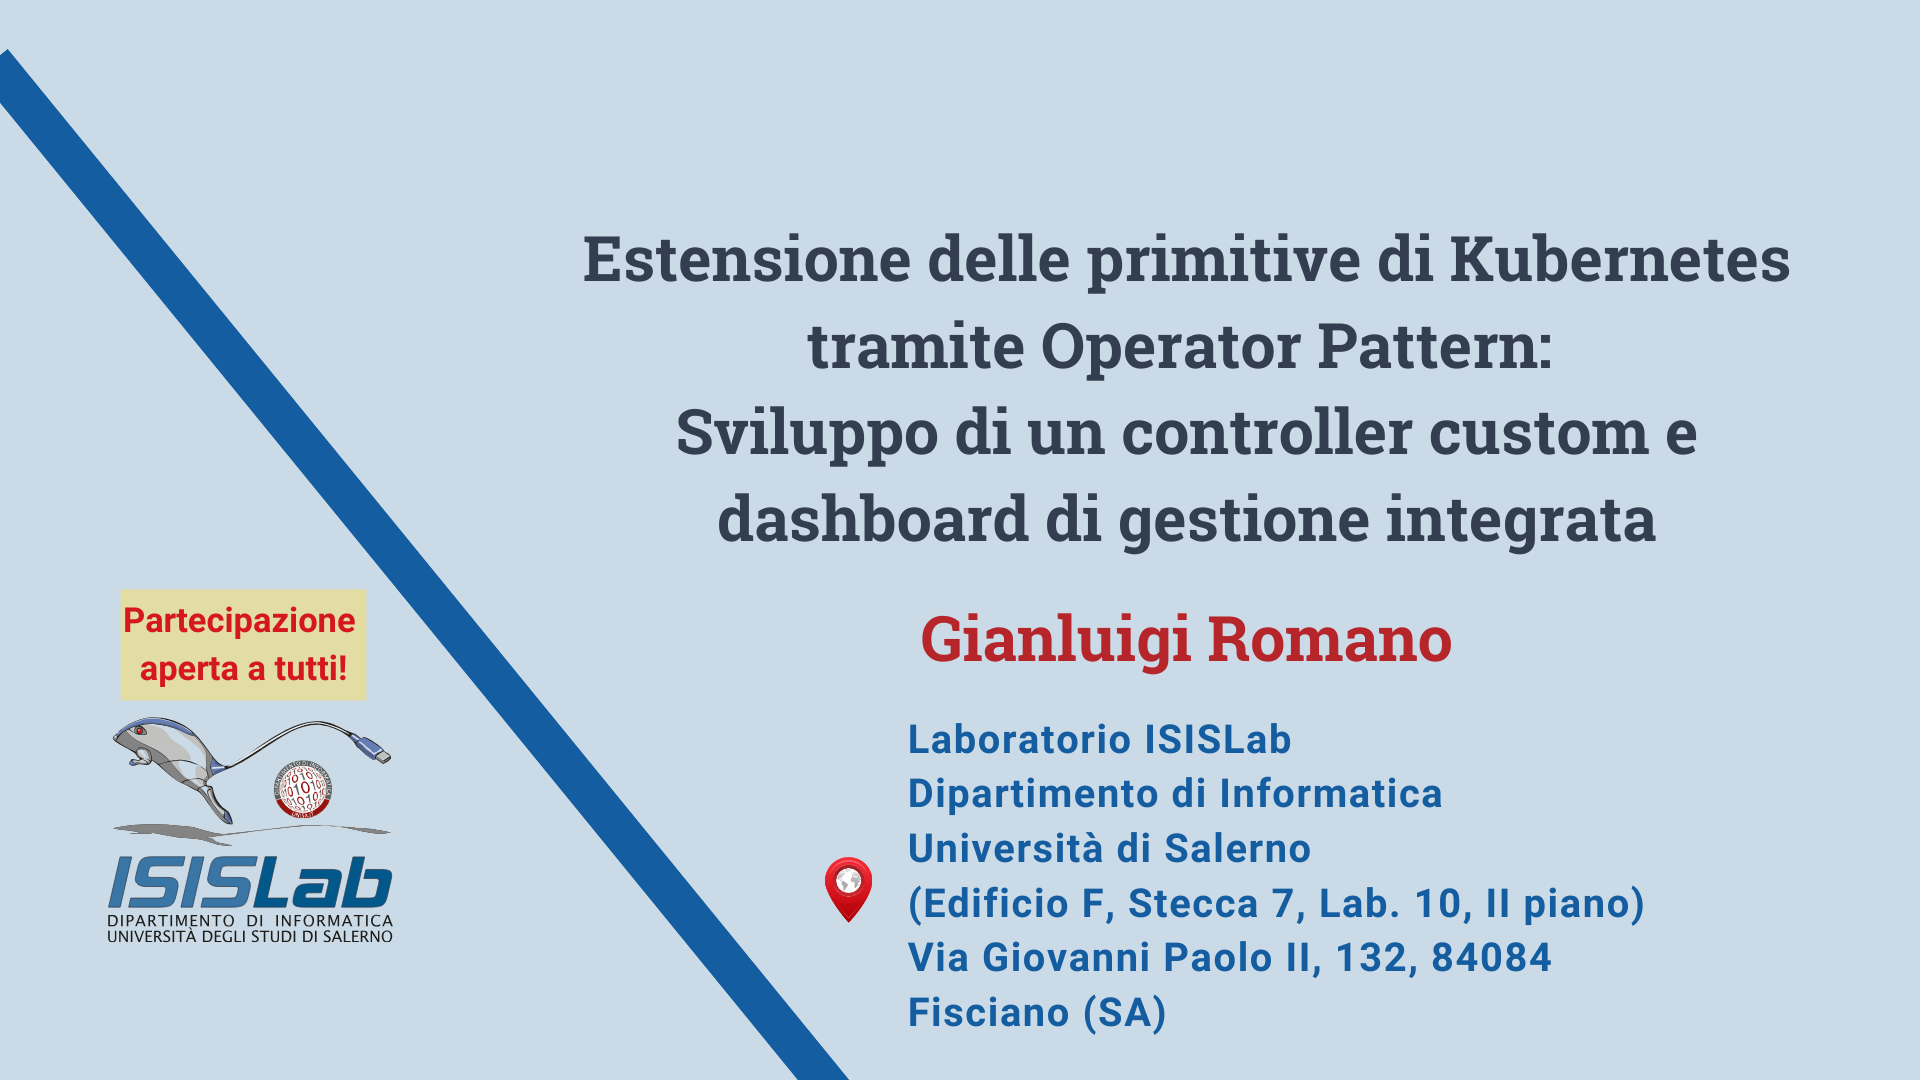 Estensione delle primitive di Kubernetes
tramite Operator Pattern:
Sviluppo di un controller custom e
dashboard di gestione integrata
Gianluigi Romano
Partecipazione
aperta a tutti!
ISISLab
DIPARTIMENTO DI INFORMATICA
UNIVERSITÀ DEGLI STUDI DI SALERNO
Laboratorio ISISLab
Dipartimento di Informatica
Università di Salerno
(Edificio F, Stecca 7, Lab. 10, II piano)
Via Giovanni Paolo II, 132, 84084
Fisciano (SA)